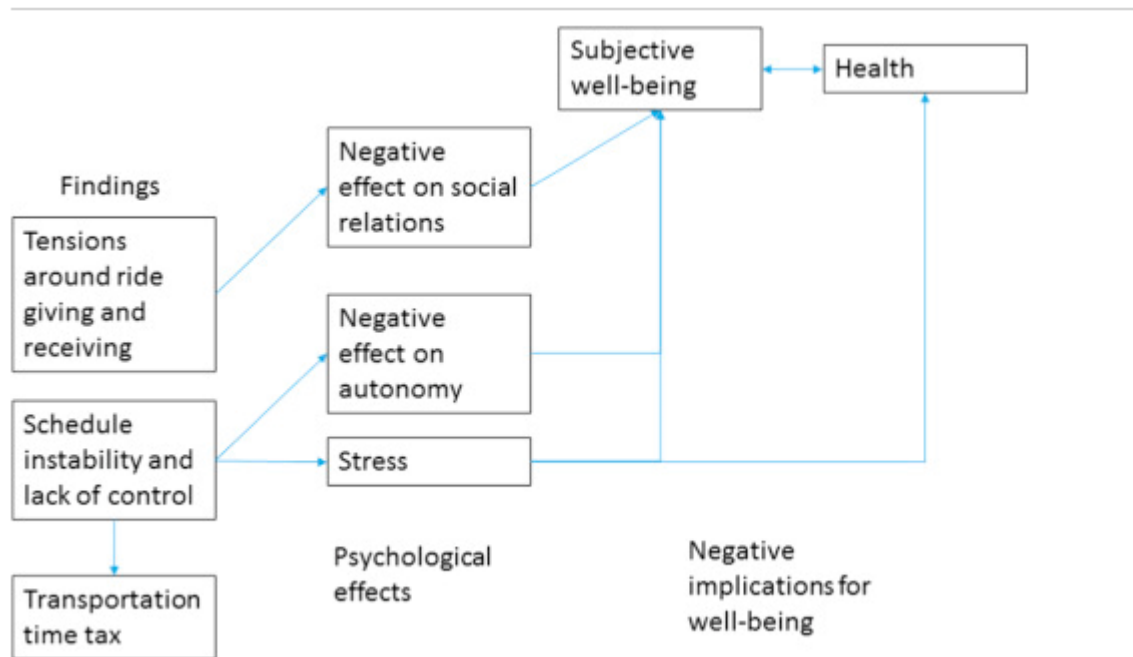 Findings
Tensions
around ride
giving and
receiving
Schedule
instability and
lack of control
Transportation
time tax
Negative
effect on social
relations
Negative
effect on
autonomy
Stress
Psychological
effects
Subjective
well-being
Health
Negative
implications for
well-being